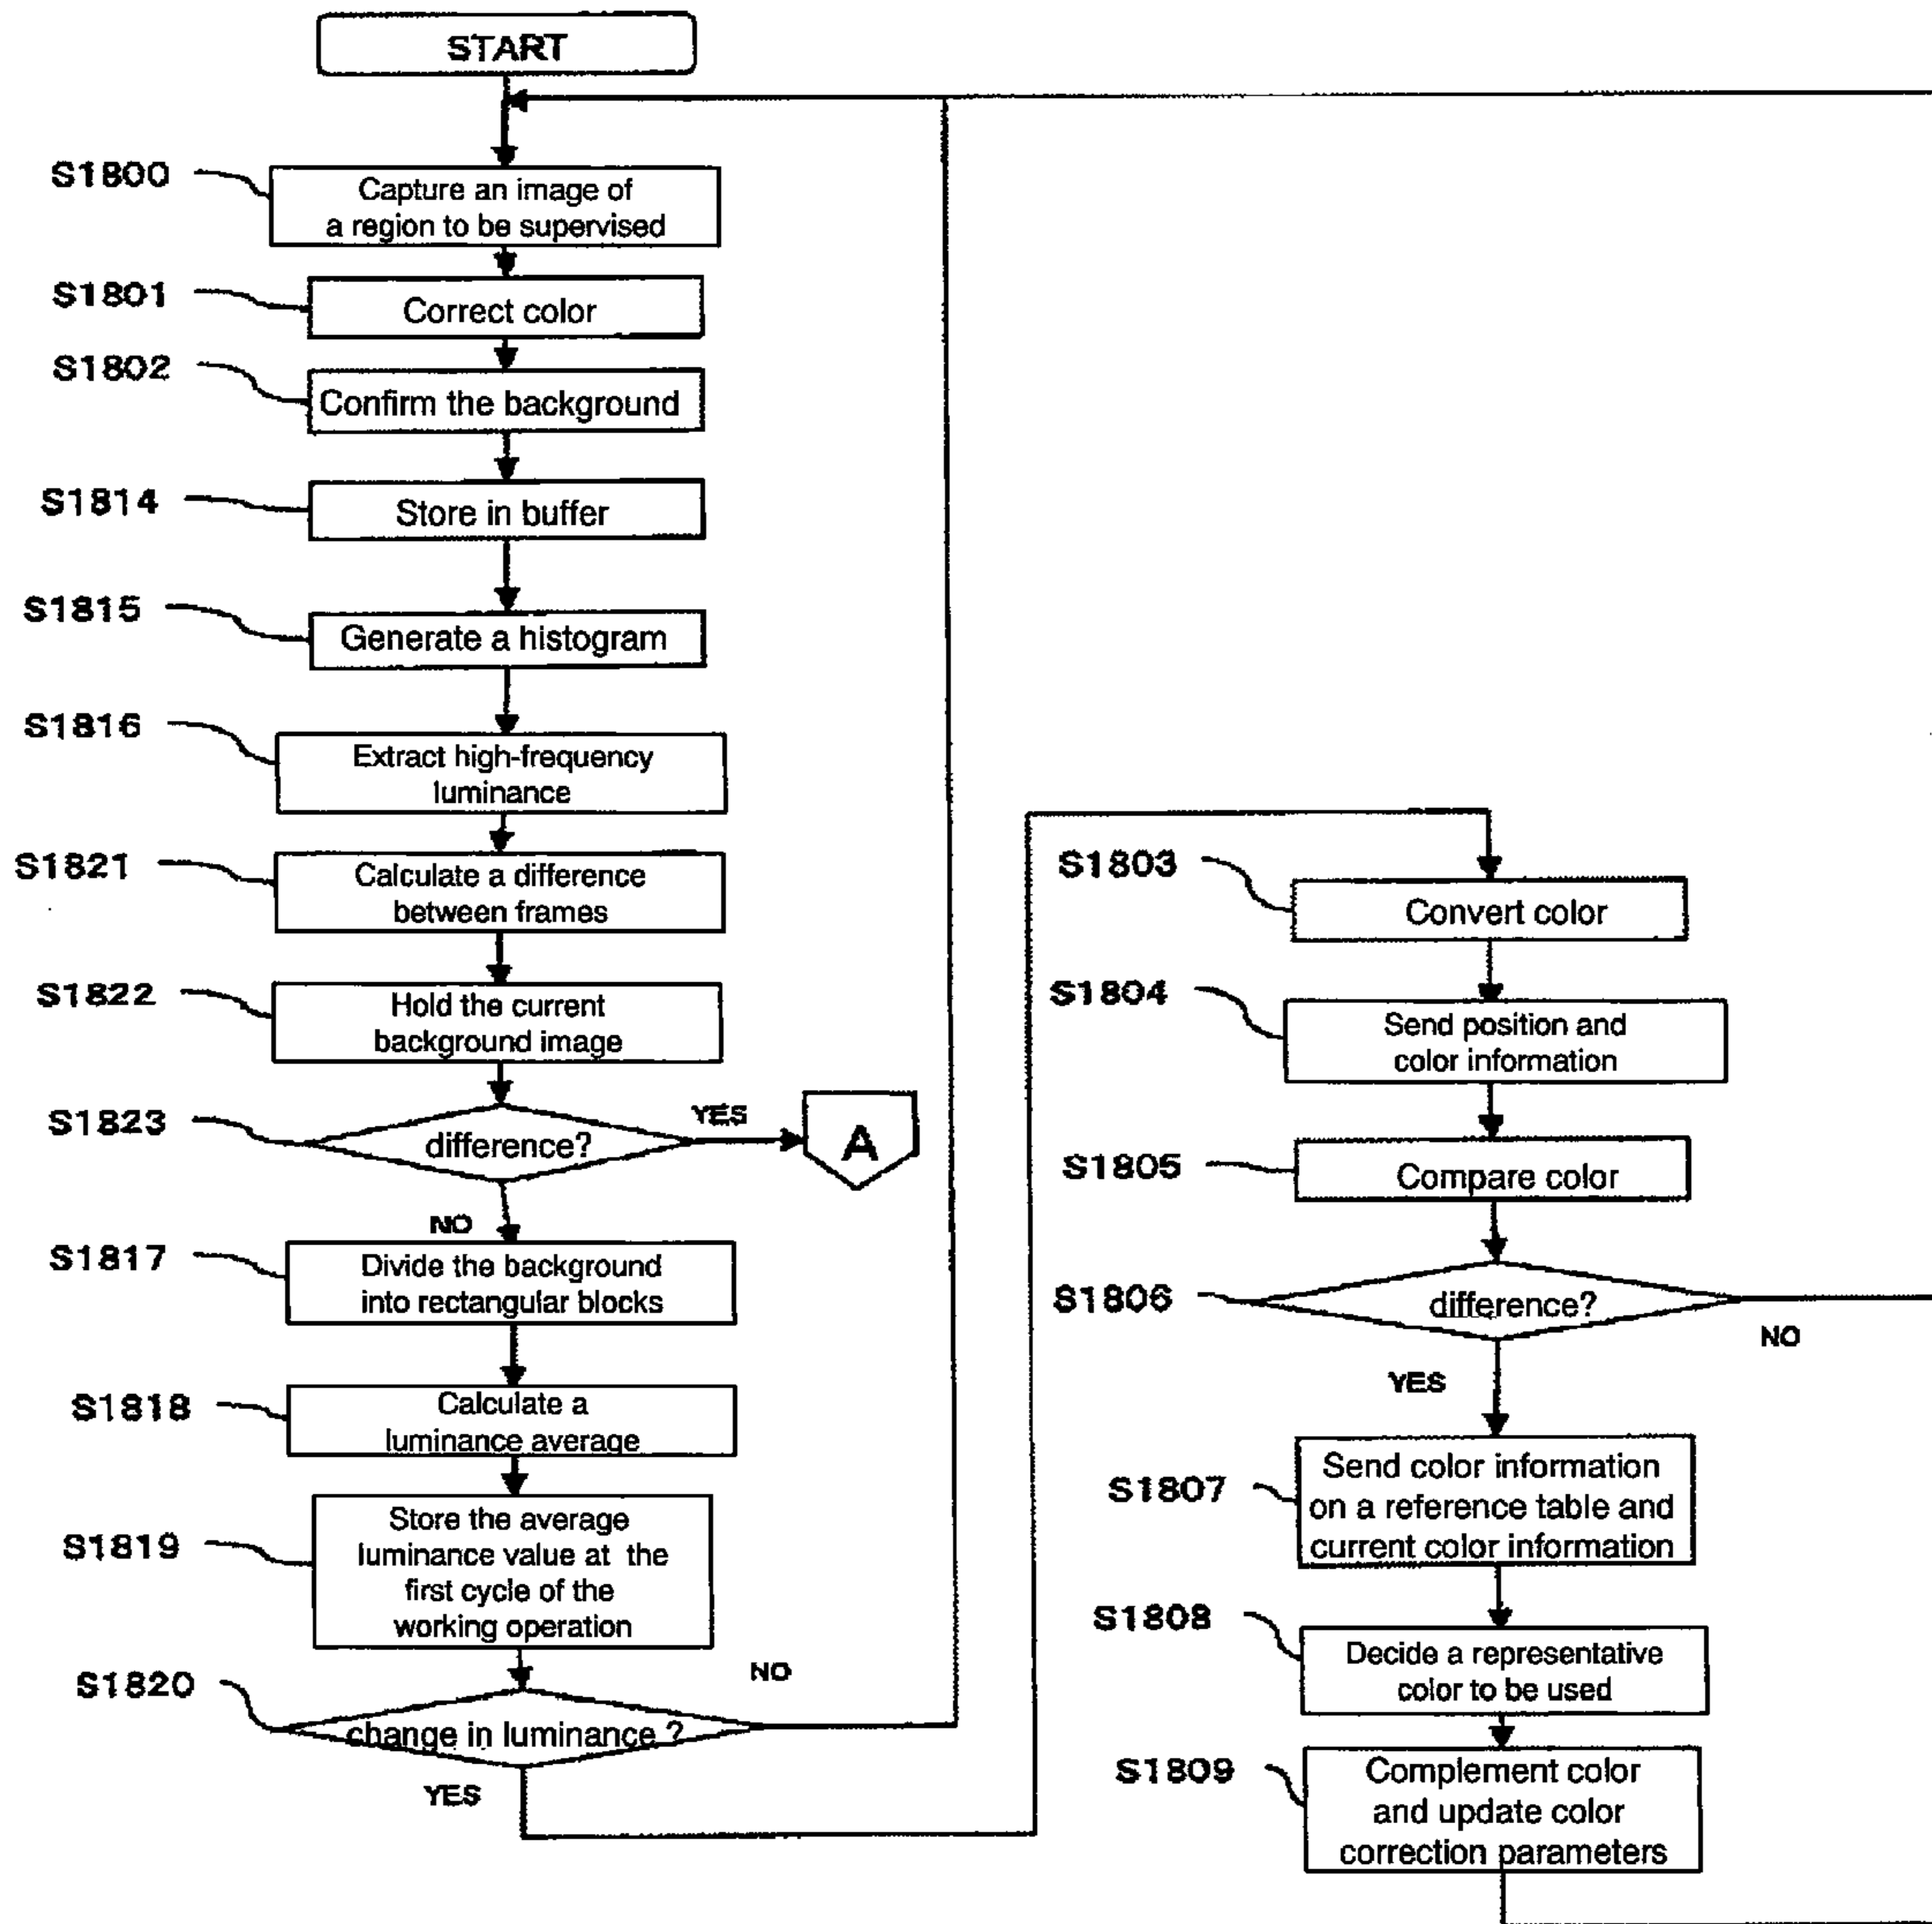 START
S1800
Capture an image of
a region to be supervised
S1801
Correct color
S1802
Confirm the background
S1814
Store in buffer
S1815
Generate a histogram
S1816
Extract high-frequency
luminance
S1821
Calculate a difference
between frames
S1822
Hold the current
background image
S1823
difference?
YES
A
NO
S1817
Divide the background
into rectangular blocks
S1818
Calculate a
luminance average
S1819
Store the average
luminance value at the
first cycle of the
working operation
S1820
change in luminance ?
NO
YES
S1803
Convert color
S1804
Send position and
color information
S1805
Compare color
S1806
difference?
NO
YES
S1807
Send color information
on a reference table and
current color information
S1808
Decide a representative
color to be used
S1809
Complement color
and update color
correction parameters